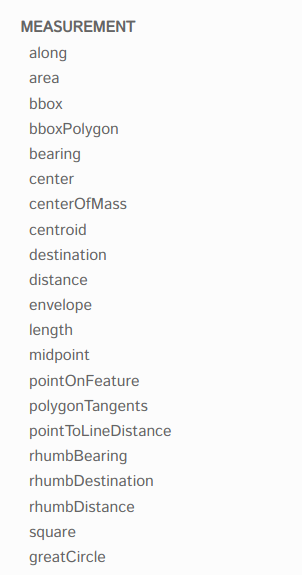 MEASUREMENT
along
area
bbox
bboxPolygon
bearing
center
centerOfMass
centroid
destination
distance
envelope
length
midpoint
pointOnFeature
polygonTangents
pointToLineDistance
rhumbBearing
rhumbDestination
rhumbDistance
square
greatCircle